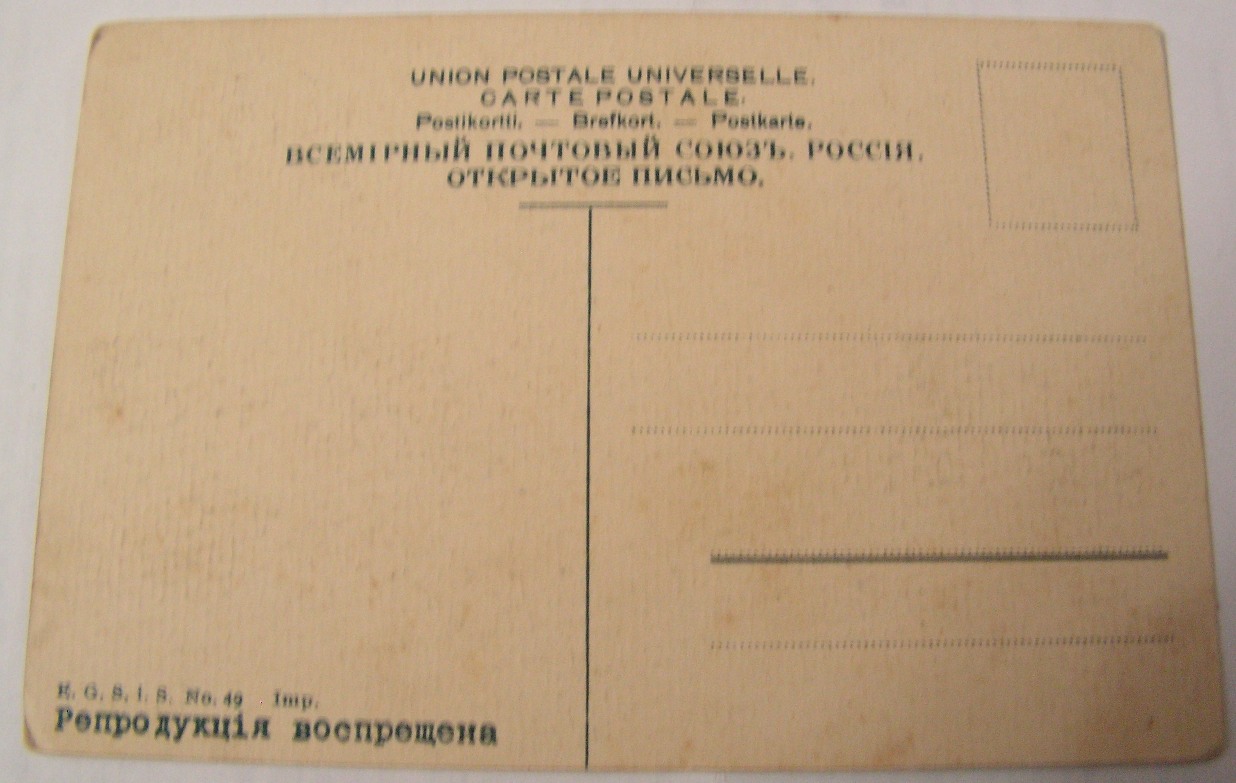 UNION POSTALE UNIVERSELLE.
CARTE POSTALE.
Postikortti. — Brefkort. — Postkarte.
ВСЕМІРНЫЙ ПОЧТОВЫЙ СОЮЗЪ. РОССІЯ.
ОТКРЫТОЕ ПИСЬМО.
E. G. S. i. S. No. 49 Imp.
Репродукція воспрещена